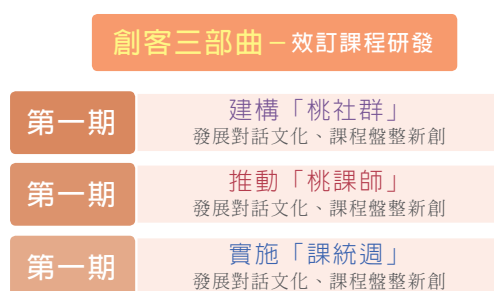 創客三部曲－效訂課程研發
第一期
建構「桃社群」
發展對話文化、課程盤整新創
第一期
推動「桃課師」
發展對話文化、課程盤整新創
第一期
實施「課統週」
發展對話文化、課程盤整新創